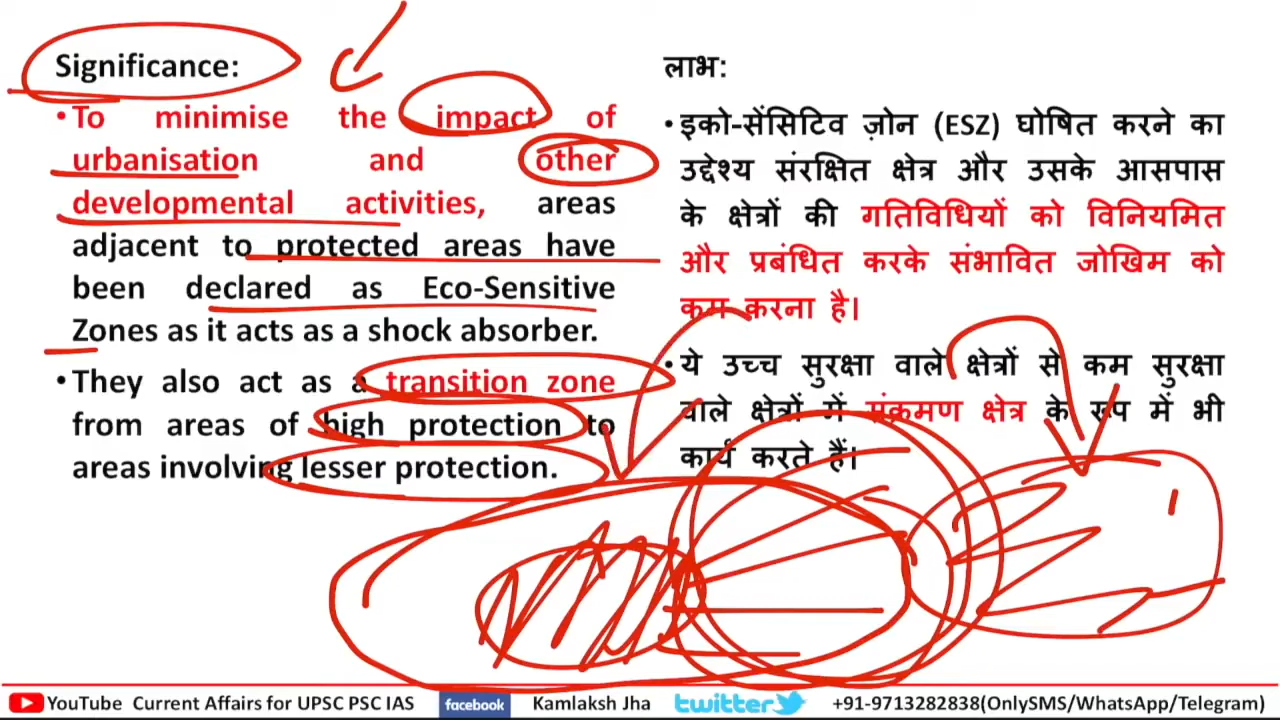 Significance:
•To minimise the impact of
urbanisation and other
developmental activities, areas
adjacent to protected areas have
been declared as Eco-Sensitive
Zones as it acts as a shock absorber.
•They also act as a transition zone
from areas of high protection to
areas involving lesser protection.
लाभ:
•इको-सेंसिटिव ज़ोन (ESZ) घोषित करने का
उद्देश्य संरक्षित क्षेत्र और उसके आसपास
के क्षेत्रों की गतिविधियों को विनियमित
और प्रबंधित करके संभावित जोखिम को
कम करना है।
•ये उच्च सुरक्षा वाले क्षेत्रों से कम सुरक्षा
वाले क्षेत्रों में संक्रमण क्षेत्र के रूप में भी
कार्य करते हैं।
YouTube Current Affairs for UPSC PSC IAS facebook Kamlaksh Jha twitter +91-9713282838(OnlySMS/WhatsApp/Telegram)